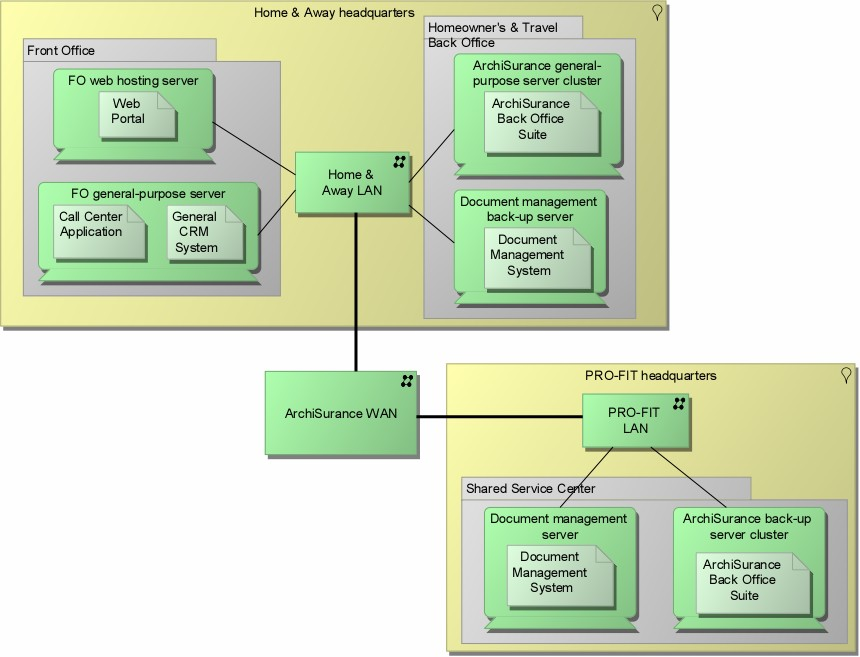 Home & Away headquarters
Front Office
FO web hosting server
Web
Portal
FO general-purpose server
Call Center
Application
General
CRM
System
Home &
Away LAN
Homeowner's & Travel
Back Office
ArchiSurance general-
purpose server cluster
ArchiSurance
Back Office
Suite
Document management
back-up server
Document
Management
System
ArchiSurance WAN
PRO-FIT headquarters
PRO-FIT
LAN
Shared Service Center
Document management
server
Document
Management
System
ArchiSurance back-up
server cluster
ArchiSurance
Back Office
Suite